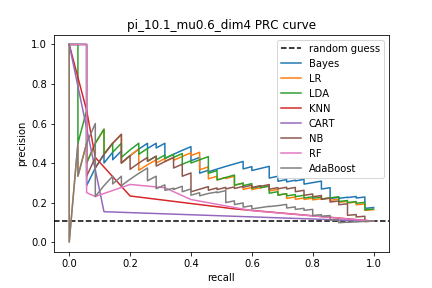 pi_10.1_mu0.6_dim4 PRC curve
precision
1.0
0.8
0.6
0.4
0.2
0.0
random guess
Bayes
LR
LDA
KNN
CART
NB
RF
AdaBoost
0.0 0.2 0.4 0.6 0.8 1.0
recall